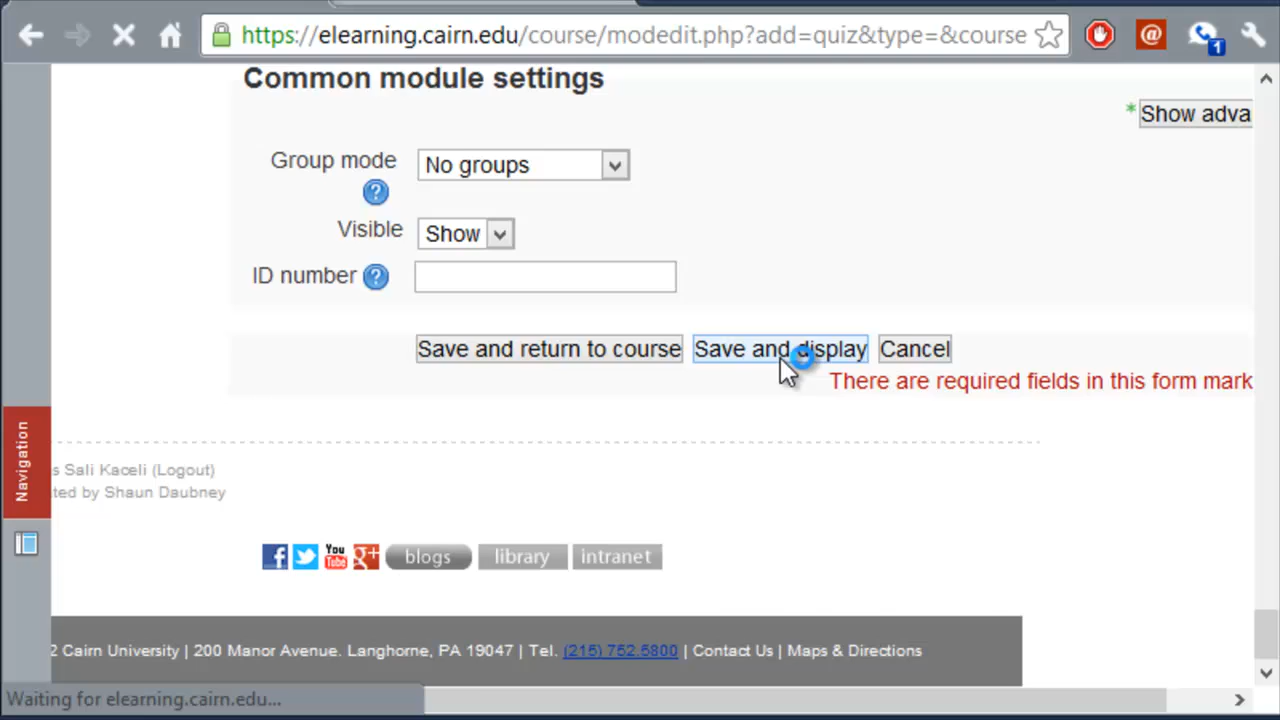 https://elearning.cairn.edu/course/modedit.php?add=quiz&type=&course
@
1
Common module settings
* Show adva
Group mode
No groups
?
Visible
Show
ID number ?
Save and return to course Save and display Cancel
There are required fields in this form mark
Navigation
s Sali Kaceli (Logout)
ted by Shaun Daubney
f You Tube g+ blogs library intranet
2 Cairn University | 200 Manor Avenue. Langhorne, PA 19047 | Tel. (215) 752.5800 | Contact Us | Maps & Directions
Waiting for elearning.cairn.edu...